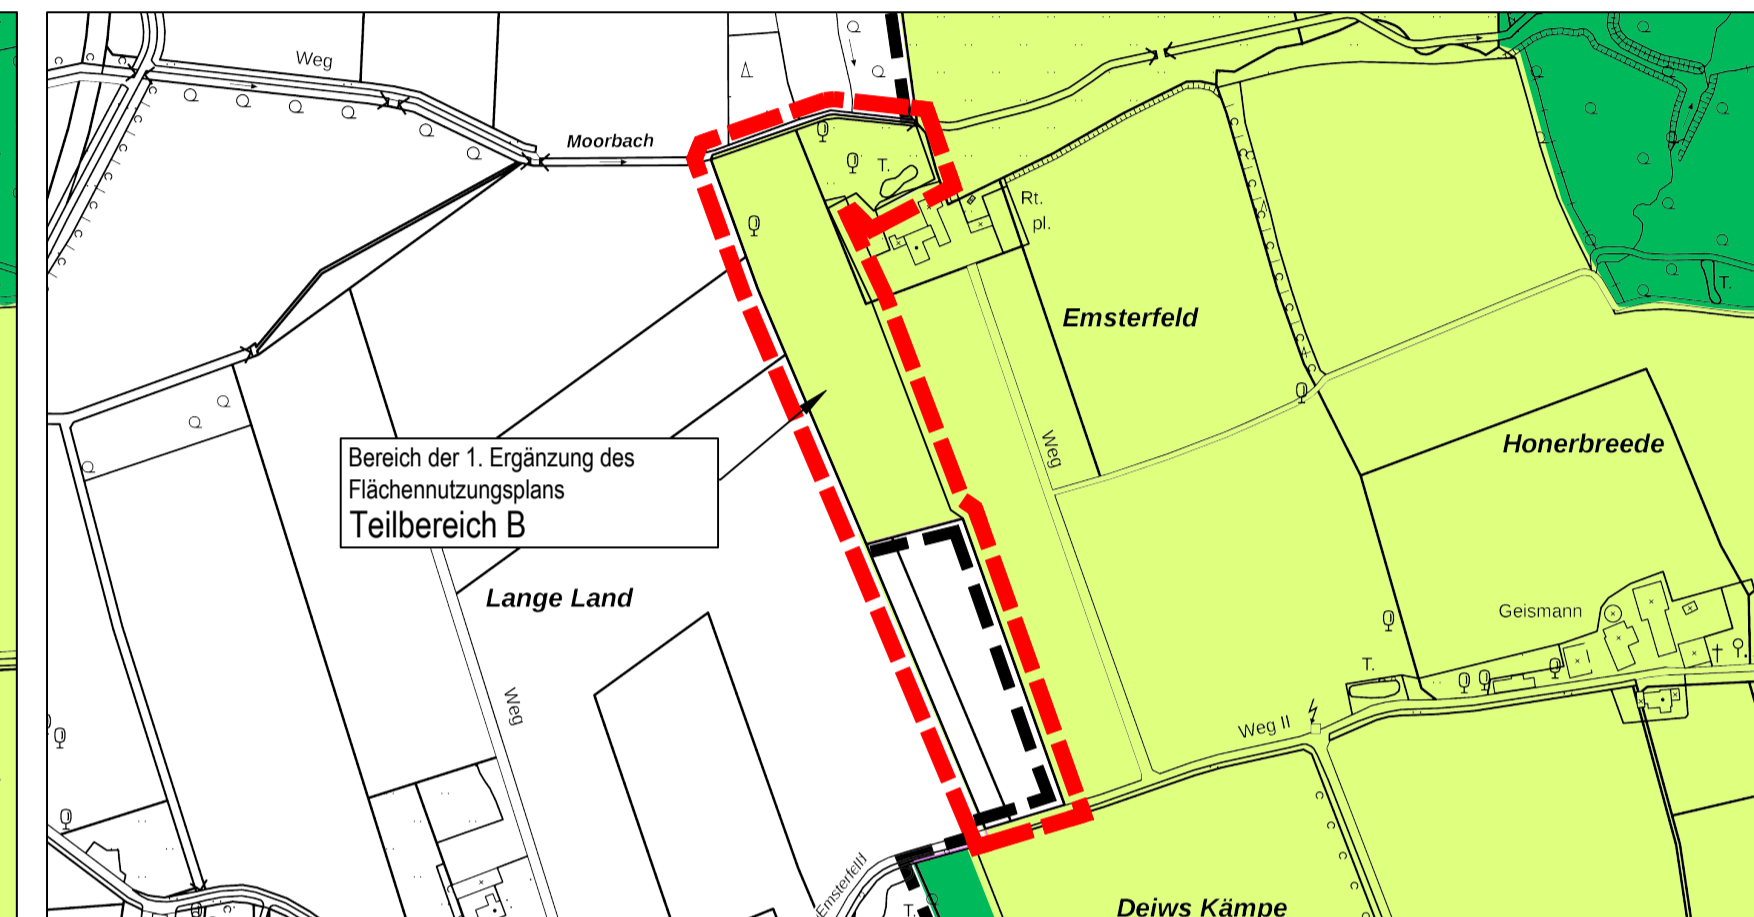 Weg
Moorbach
T.
Rt.
pl.
T.
Emsterfeld
Weg
Honerbreede
Bereich der 1. Ergänzung des
Flächennutzungsplans
Teilbereich B
Lange Land
Geismann
T.
Weg
Weg II
T.
Deiws Kämpe